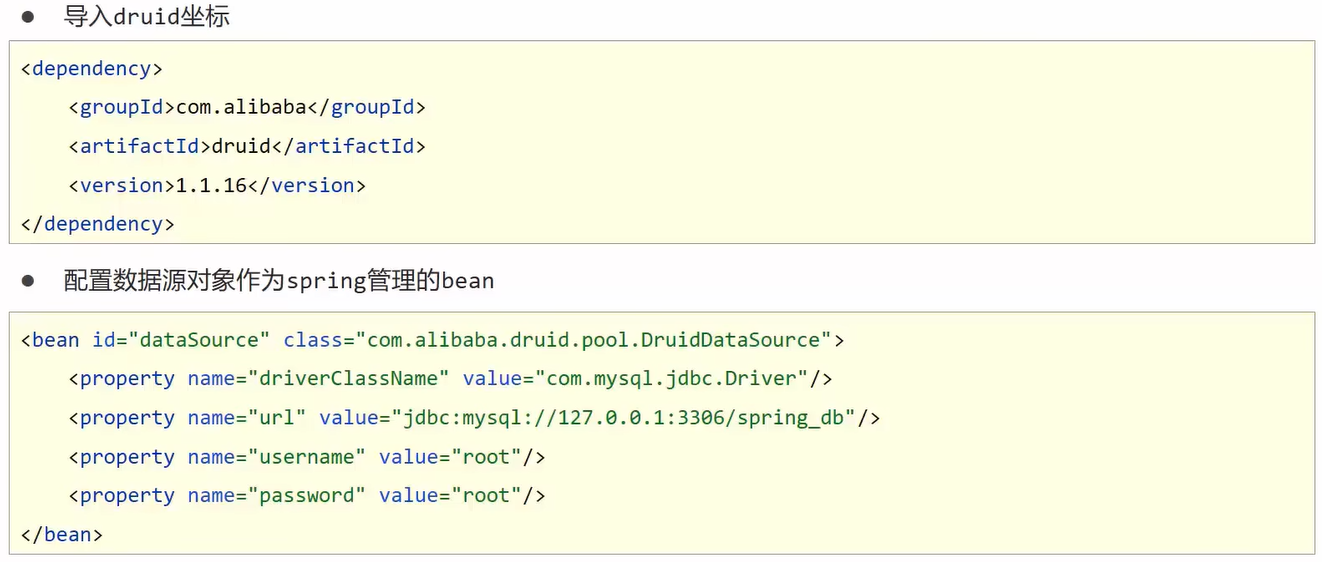 ● 导入druid坐标
<dependency>
    <groupId>com.alibaba</groupId>
    <artifactId>druid</artifactId>
    <version>1.1.16</version>
</dependency>
● 配置数据源对象作为spring管理的bean
<bean id="dataSource" class="com.alibaba.druid.pool.DruidDataSource">
    <property name="driverClassName" value="com.mysql.jdbc.Driver"/>
    <property name="url" value="jdbc:mysql://127.0.0.1:3306/spring_db"/>
    <property name="username" value="root"/>
    <property name="password" value="root"/>
</bean>